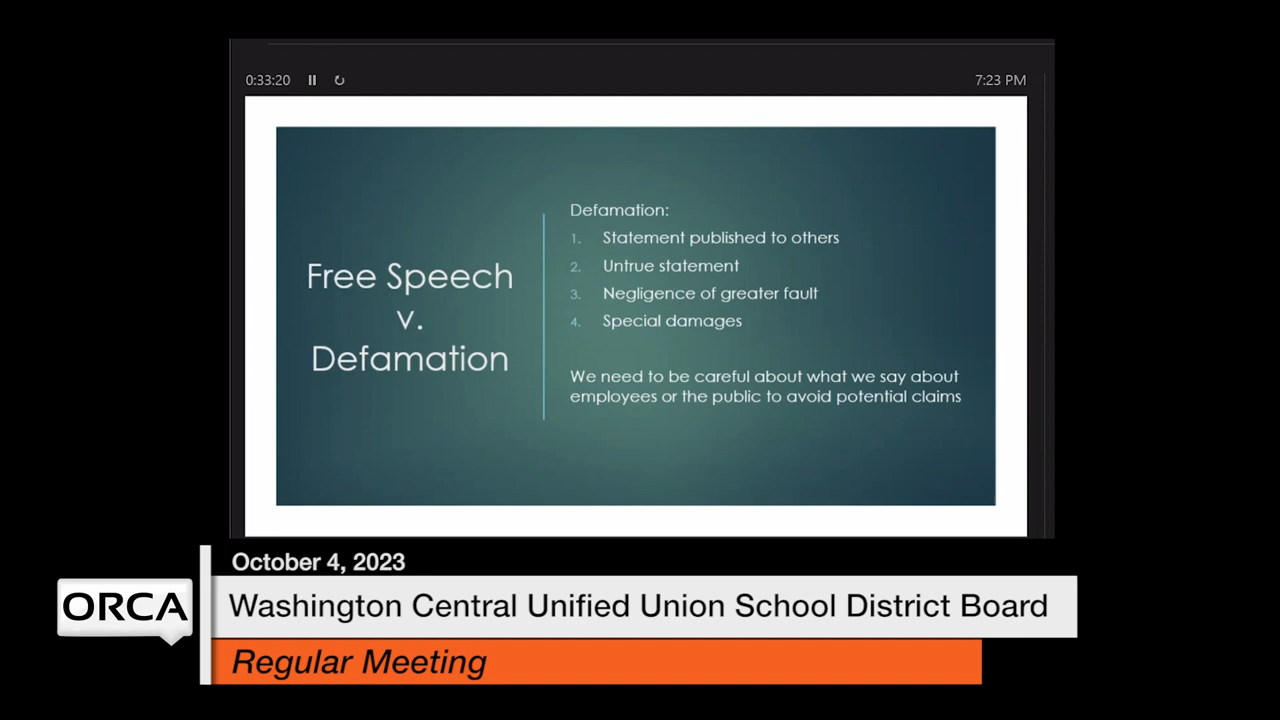 0:33:20
7:23 PM
Free Speech
v.
Defamation
Defamation:
1. Statement published to others
2. Untrue statement
3. Negligence of greater fault
4. Special damages
We need to be careful about what we say about
employees or the public to avoid potential claims
October 4, 2023
ORCA
Washington Central Unified Union School District Board
Regular Meeting